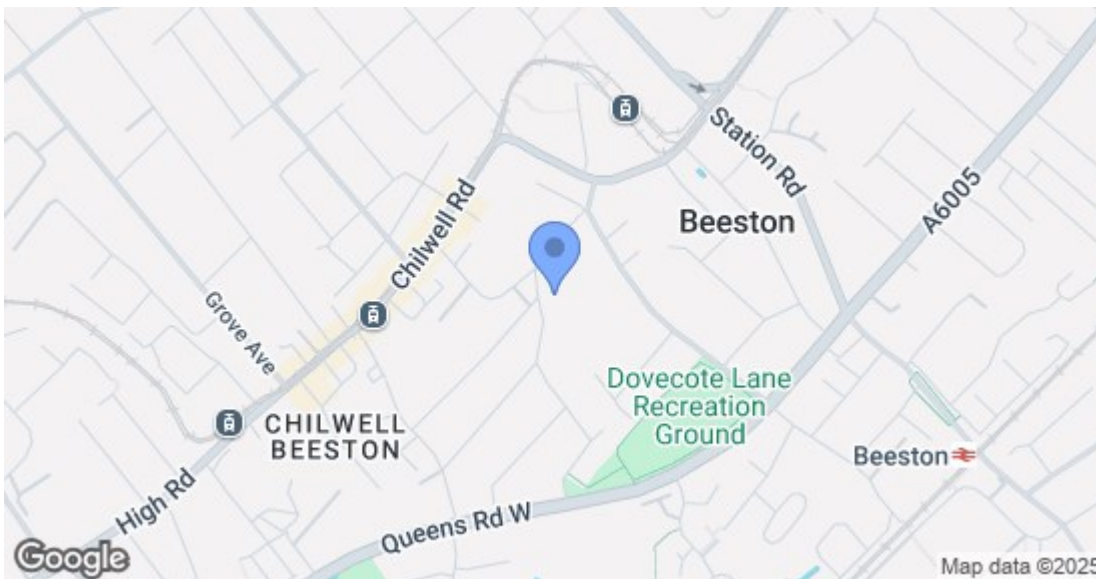 Station Rd
A6005
Beeston
Chilwell Rd
Grove Ave
Dovecote Lane
Recreation
Ground
CHILWELL
BEESTON
Beeston
High Rd
Queens Rd W
Google
Map data ©2025